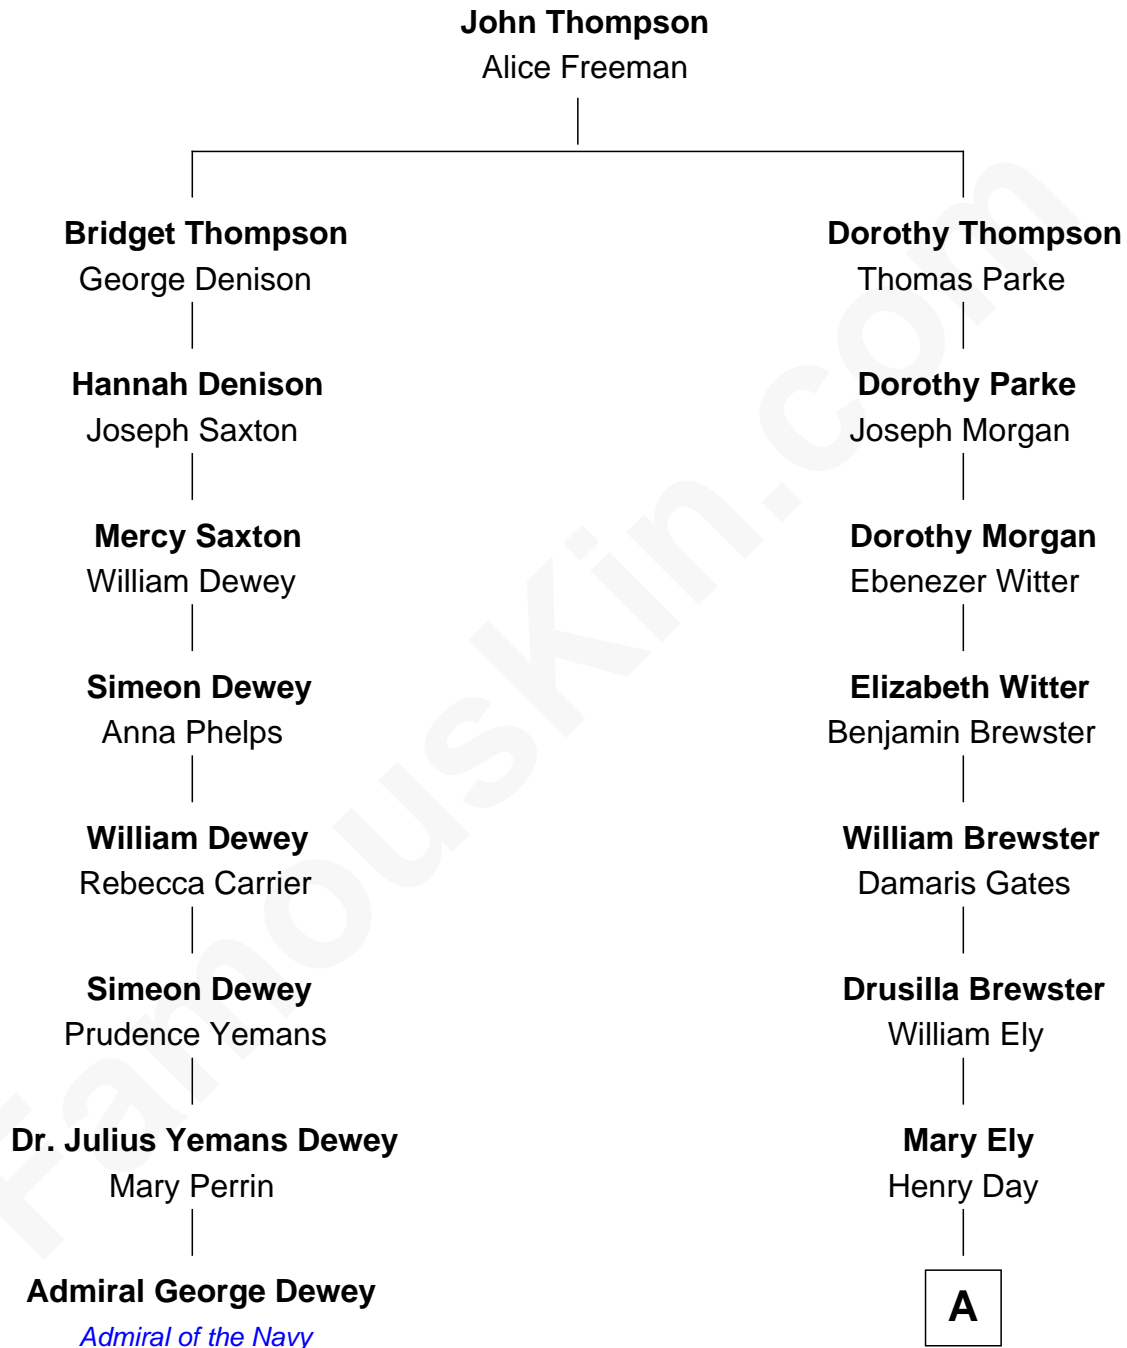 John Thompson
Alice Freeman
Bridget Thompson
George Denison
Dorothy Thompson
Thomas Parke
Hannah Denison
Joseph Saxton
Dorothy Parke
Joseph Morgan
Mercy Saxton
William Dewey
Dorothy Morgan
Ebenezer Witter
Simeon Dewey
Anna Phelps
Elizabeth Witter
Benjamin Brewster
William Dewey
Rebecca Carrier
William Brewster
Damaris Gates
Simeon Dewey
Prudence Yemans
Drusilla Brewster
William Ely
Dr. Julius Yemans Dewey
Mary Perrin
Mary Ely
Henry Day
Admiral George Dewey
Admiral of the Navy
A
FamousKin.com